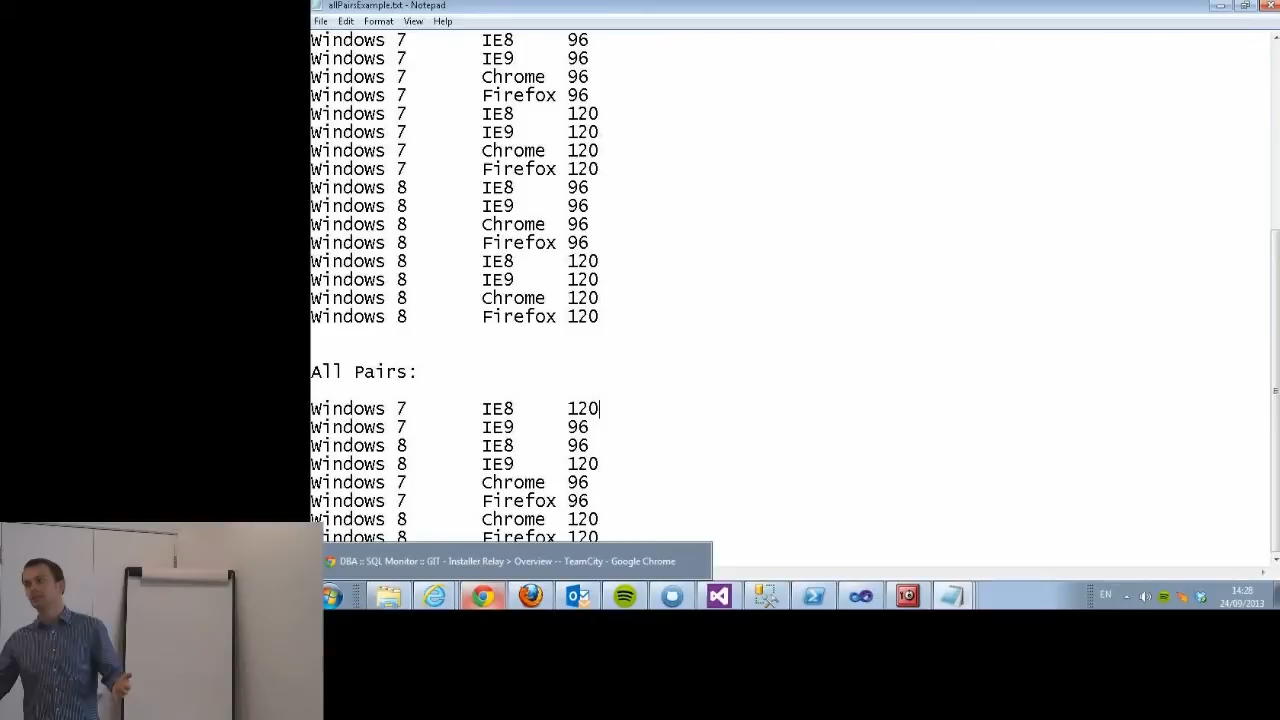 allPairsExample.txt - Notepad
File Edit Format View Help
Windows 7 IE8 96
Windows 7 IE9 96
Windows 7 Chrome 96
Windows 7 Firefox 96
Windows 7 IE8 120
Windows 7 IE9 120
Windows 7 Chrome 120
Windows 7 Firefox 120
Windows 8 IE8 96
Windows 8 IE9 96
Windows 8 Chrome 96
Windows 8 Firefox 96
Windows 8 IE8 120
Windows 8 IE9 120
Windows 8 Chrome 120
Windows 8 Firefox 120
All Pairs:
Windows 7 IE8 120
Windows 7 IE9 96
Windows 8 IE8 96
Windows 8 IE9 120
Windows 7 Chrome 96
Windows 7 Firefox 96
Windows 8 Chrome 120
Windows 8 Firefox 120
DBA :: SQL Monitor :: GIT - Installer Relay > Overview -- TeamCity - Google Chrome
EN
14:28
24/09/2013